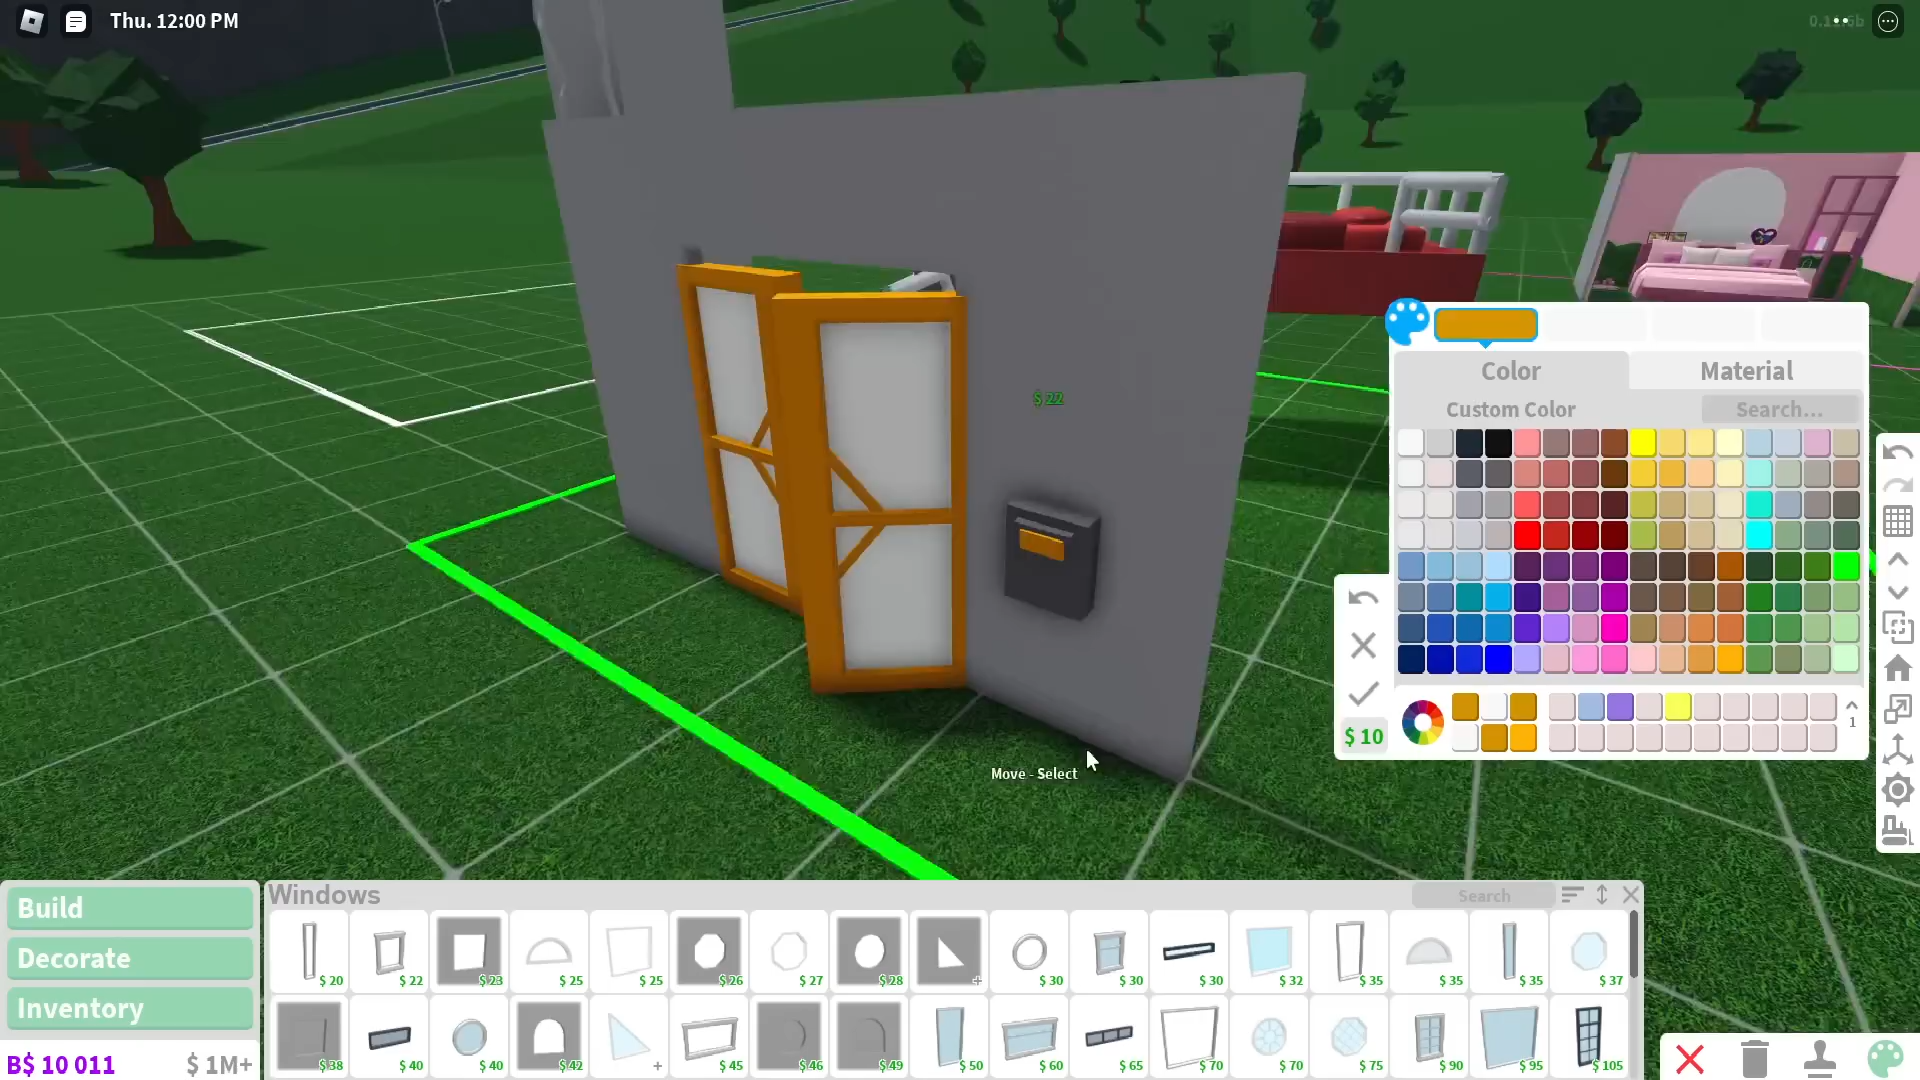 Thu. 12:00 PM
$ 22
Color
Material
Custom Color
Search...
$ 10
1
Move - Select
Build
Decorate
Inventory
B$ 10 011
$ 1M+
Windows
Search
$ 20
$ 22
$ 23
$ 25
$ 25
$ 26
$ 27
$ 28
+
$ 30
$ 30
$ 30
$ 32
$ 35
$ 35
$ 35
$ 37
$ 38
$ 40
$ 40
$ 42
+
$ 45
$ 46
$ 49
$ 50
$ 60
$ 65
$ 70
$ 70
$ 75
$ 90
$ 95
$ 105